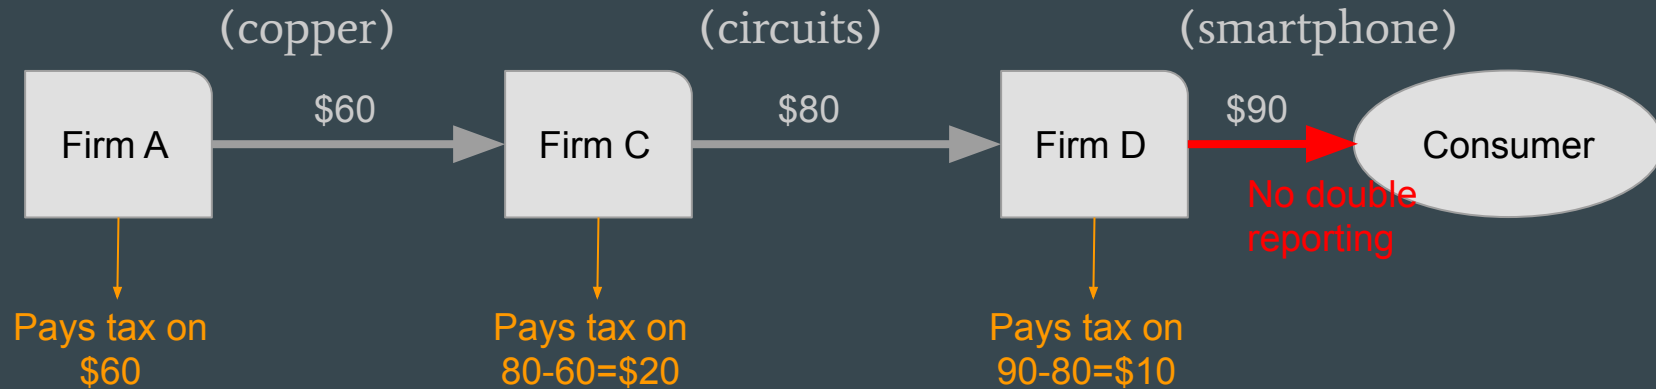 (copper)
(circuits)
(smartphone)
$60
$80
$90
Firm A
Firm C
Firm D
Consumer
No double
reporting
Pays tax on
$60
Pays tax on
80-60=$20
Pays tax on
90-80=$10